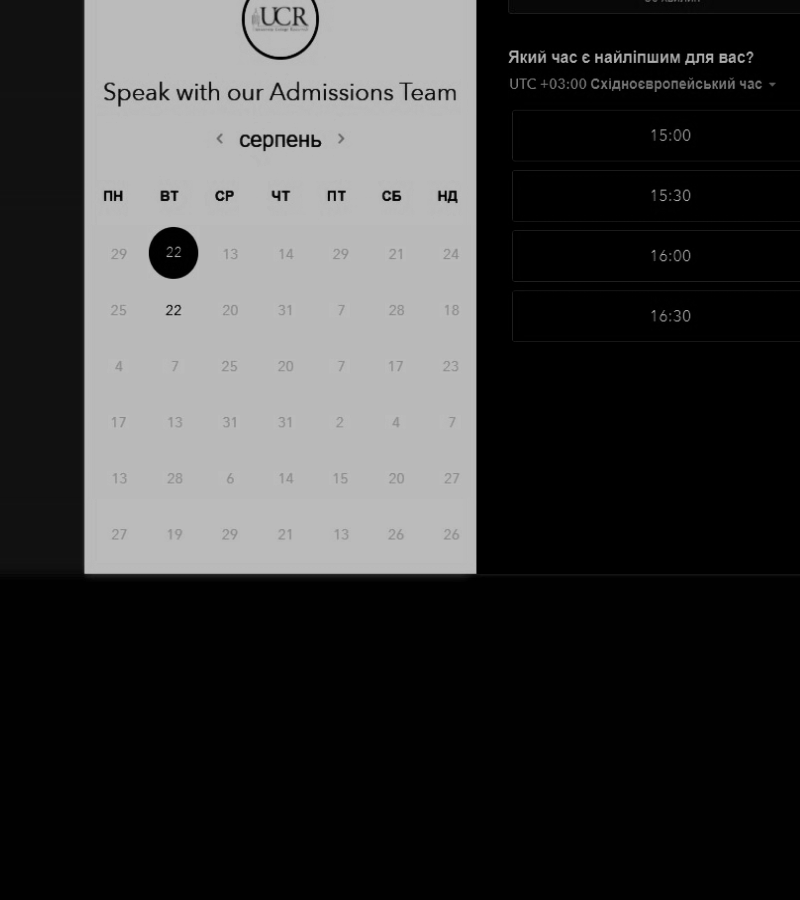 UCR
Speak with our Admissions Team
серпень
ПН ВТ СР ЧТ ПТ СБ НД
29 22 13 14 29 21 24
25 22 20 31 7 28 18
4 7 25 20 7 17 23
17 13 31 31 2 4 7
13 28 6 14 15 20 27
27 19 29 21 13 26 26
Який час є найліпшим для вас?
UTC +03:00 Східноєвропейський час
15:00
15:30
16:00
16:30